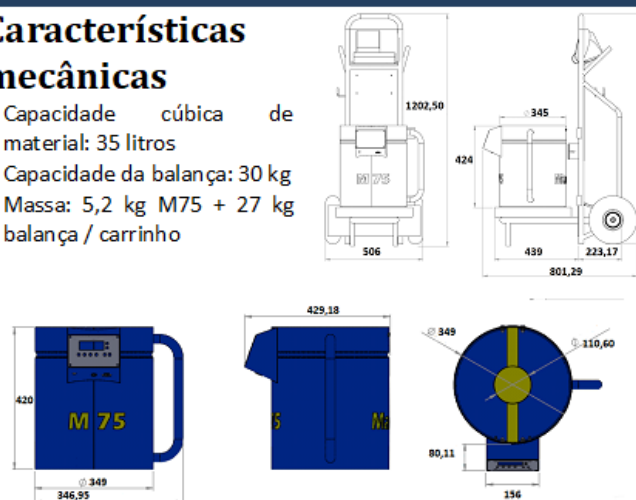 Características
mecânicas
Capacidade cúbica de
material: 35 litros
Capacidade da balança: 30 kg
Massa: 5,2 kg M75 + 27 kg
balança / carrinho
1202,50
M 75
506
⌀345
424
439
223,17
801,29
429,18
420
M 75
⌀ 349
346,95
⌀ 349
⌀ 110,60
80,11
156